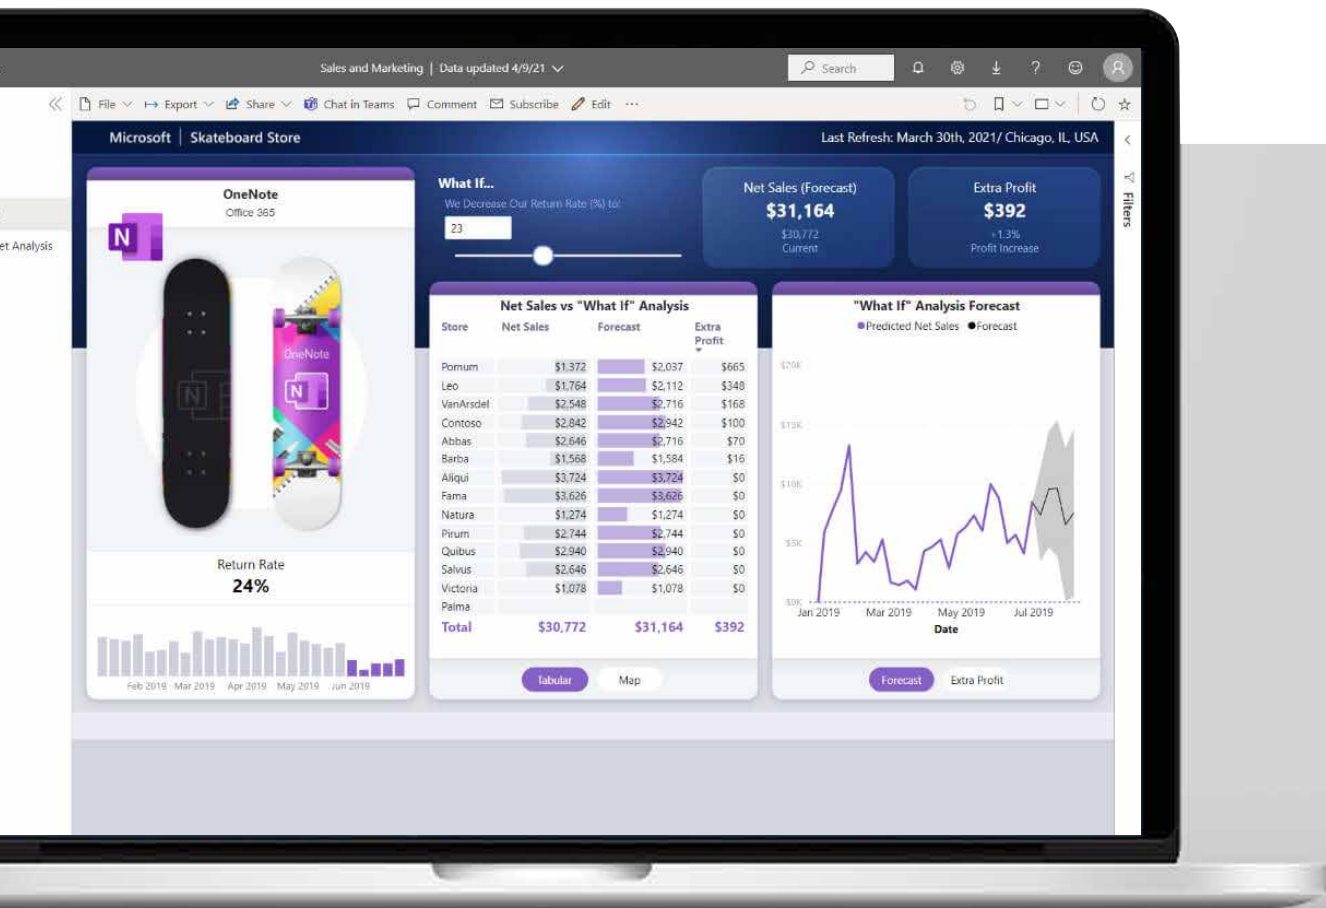 Sales and Marketing | Data updated 4/9/21
Search
?
File
Export
Share
Chat in Teams
Comment
Subscribe
Edit
...
Microsoft | Skateboard Store
Last Refresh: March 30th, 2021/ Chicago, IL, USA
Filters
et Analysis
OneNote
Office 365
N
OneNote
N
N
Return Rate
24%
Feb 2019 Mar 2019 Apr 2019 May 2019 Jun 2019
What If...
We Decrease Our Return Rate (%) to:
23
Net Sales (Forecast)
$31,164
$30,772
Current
Extra Profit
$392
+1.3%
Profit Increase
Net Sales vs "What If" Analysis
Store Net Sales Forecast Extra
Profit
Pomum $1,372 $2,037 $665
Leo $1,764 $2,112 $348
VanArsdel $2,548 $2,716 $168
Contoso $2,842 $2,942 $100
Abbas $2,646 $2,716 $70
Barba $1,568 $1,584 $16
Aliqui $3,724 $3,724 $0
Fama $3,626 $3,626 $0
Natura $1,274 $1,274 $0
Pirum $2,744 $2,744 $0
Quibus $2,940 $2,940 $0
Salvus $2,646 $2,646 $0
Victoria $1,078 $1,078 $0
Palma
Total $30,772 $31,164 $392
Tabular Map
"What If" Analysis Forecast
Predicted Net Sales Forecast
$20K
$15K
$10K
$5K
$0K
Jan 2019 Mar 2019 May 2019 Jul 2019
Date
Forecast Extra Profit